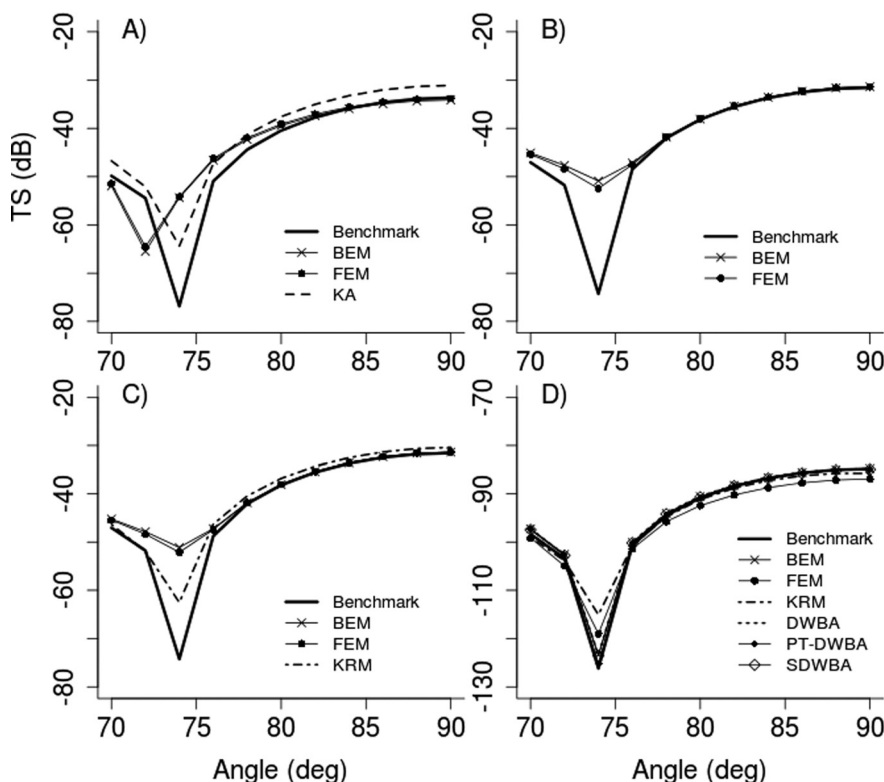 A)
TS (dB)
-20
-40
-60
-80
70 75 80 85 90
Benchmark
BEM
FEM
KA
B)
-20
-40
-60
-80
70 75 80 85 90
Benchmark
BEM
FEM
C)
-20
-40
-60
-80
70 75 80 85 90
Angle (deg)
Benchmark
BEM
FEM
KRM
D)
-70
-90
-110
-130
70 75 80 85 90
Angle (deg)
Benchmark
BEM
FEM
KRM
DWBA
PT-DWBA
SDWBA